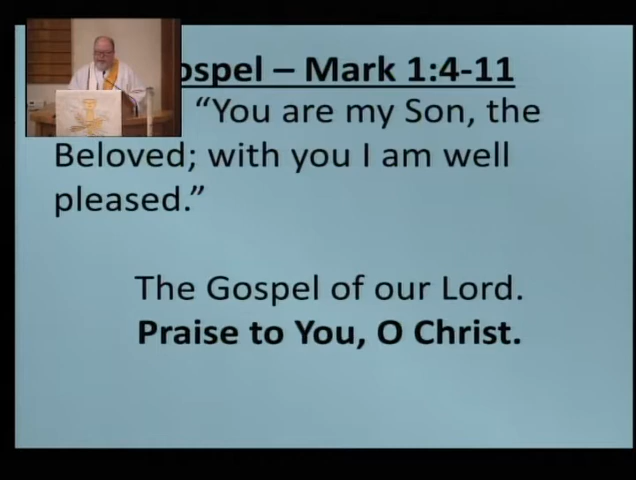 ospel – Mark 1:4-11
“You are my Son, the
Beloved; with you I am well
pleased.”
The Gospel of our Lord.
Praise to You, O Christ.